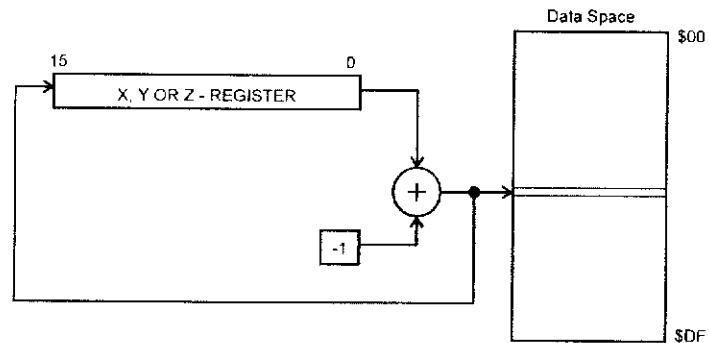 Data Space
$00
15 0
X, Y OR Z - REGISTER
+
-1
$DF